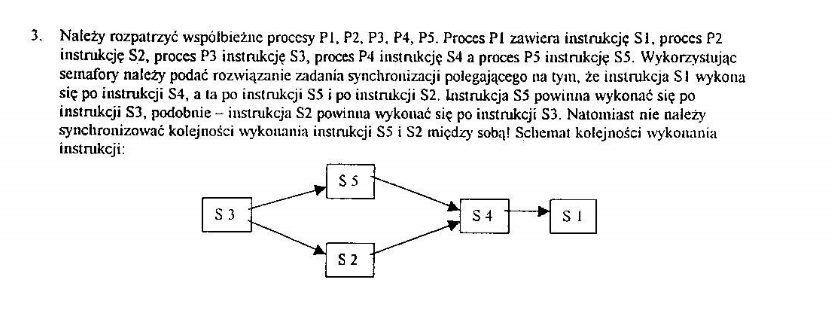 3. Należy rozpatrzyć współbieżne procesy P1, P2, P3, P4, P5. Proces P1 zawiera instrukcję S1, proces P2
instrukcję S2, proces P3 instrukcję S3, proces P4 instrukcję S4 a proces P5 instrukcję S5. Wykorzystując
semafory należy podać rozwiązanie zadania synchronizacji polegającego na tym, że instrukcja S1 wykona
się po instrukcji S4, a ta po instrukcji S5 i po instrukcji S2. Instrukcja S5 powinna wykonać się po
instrukcji S3, podobnie – instrukcja S2 powinna wykonać się po instrukcji S3. Natomiast nie należy
synchronizować kolejności wykonania instrukcji S5 i S2 między sobą! Schemat kolejności wykonania
instrukcji:
S 5
S 3
S 4
S 1
S 2